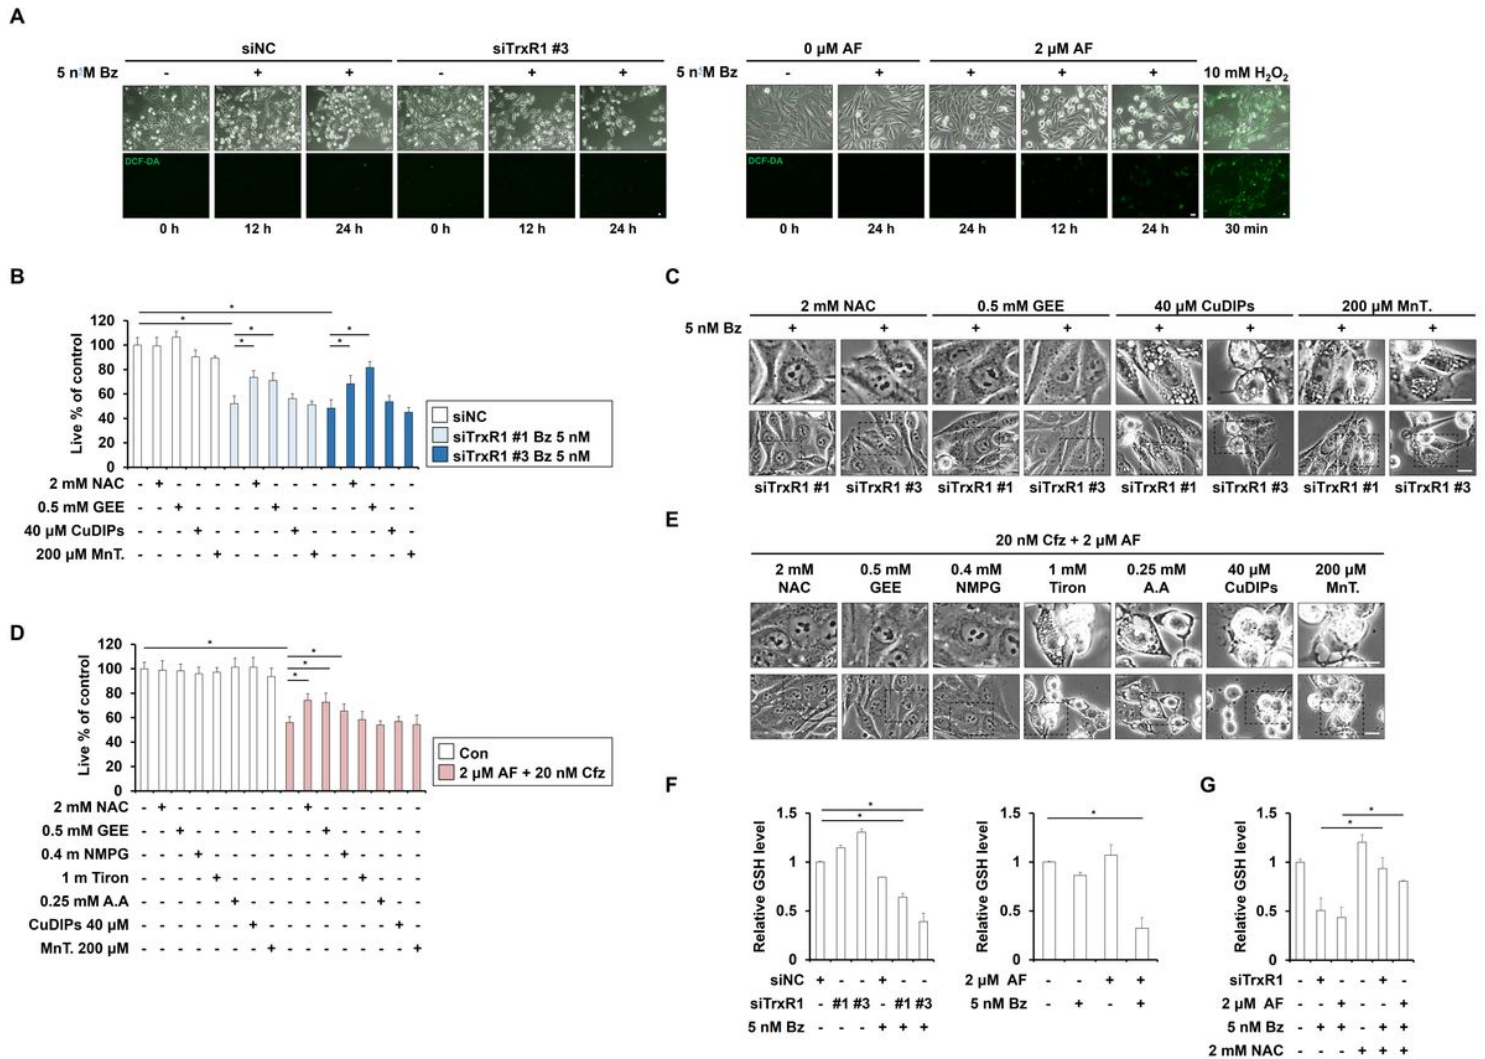 A
siNC siTrxR1 #3 0 µM AF 2 µM AF
5 nM Bz - + + - + + 5 nM Bz - + + + + 10 mM H2O2
DCF-DA DCF-DA
0 h 12 h 24 h 0 h 12 h 24 h 0 h 24 h 24 h 12 h 24 h 30 min
B
Live % of control
120
100
80
60
40
20
0
* * * * * *
siNC
siTrxR1 #1 Bz 5 nM
siTrxR1 #3 Bz 5 nM
2 mM NAC - + - - - - + - - - - + - - -
0.5 mM GEE - - + - - - - + - - - - + - -
40 µM CuDIPs - - - + - - - - + - - - - + -
200 µM MnT. - - - - + - - - - + - - - - +
C
2 mM NAC 0.5 mM GEE 40 µM CuDIPs 200 µM MnT.
5 nM Bz + + + + + + + +
siTrxR1 #1 siTrxR1 #3 siTrxR1 #1 siTrxR1 #3 siTrxR1 #1 siTrxR1 #3 siTrxR1 #1 siTrxR1 #3
D
Live % of control
120
100
80
60
40
20
0
* * * *
Con
2 µM AF + 20 nM Cfz
2 mM NAC - + - - - - - - - + - - - - - -
0.5 mM GEE - - + - - - - - - - + - - - - -
0.4 m NMPG - - - + - - - - - - - + - - - -
1 m Tiron - - - - + - - - - - - - + - - -
0.25 mM A.A - - - - - + - - - - - - - + - -
CuDIPs 40 µM - - - - - - + - - - - - - - + -
MnT. 200 µM - - - - - - - + - - - - - - - +
E
20 nM Cfz + 2 µM AF
2 mM 0.5 mM 0.4 mM 1 mM 0.25 mM 40 µM 200 µM
NAC GEE NMPG Tiron A.A CuDIPs MnT.
F
Relative GSH level
1.5
1
0.5
0
* *
siNC + - - + - -
siTrxR1 - #1 #3 - #1 #3
5 nM Bz - - - + + +
Relative GSH level
1.5
1
0.5
0
*
2 µM AF - - + +
5 nM Bz - + - +
G
Relative GSH level
1.5
1
0.5
0
* *
siTrxR1 - + - - + -
2 µM AF - - + - - +
5 nM Bz - + + - + +
2 mM NAC - - - + + +